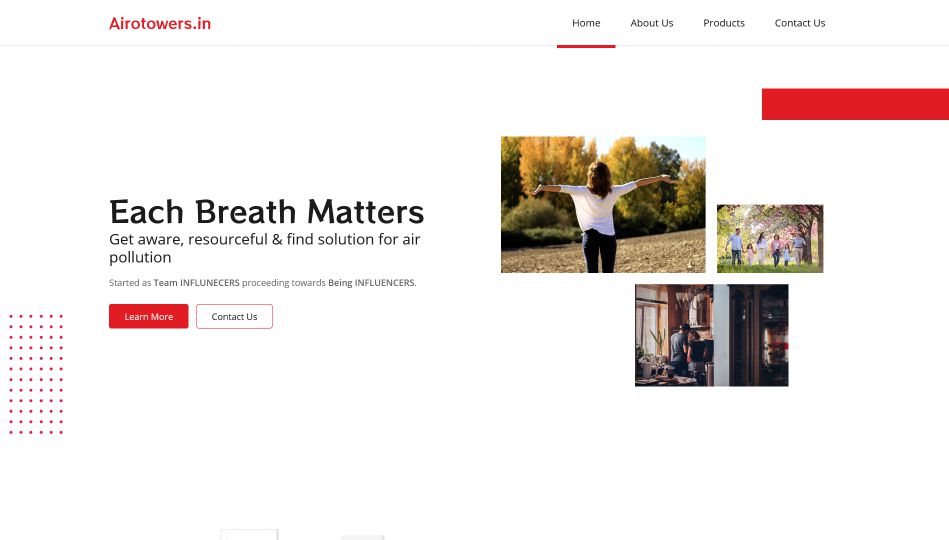 Airotowers.in
Home
About Us
Products
Contact Us
Each Breath Matters
Get aware, resourceful & find solution for air
pollution
Started as Team INFLUNECERS proceeding towards Being INFLUENCERS.
Learn More
Contact Us